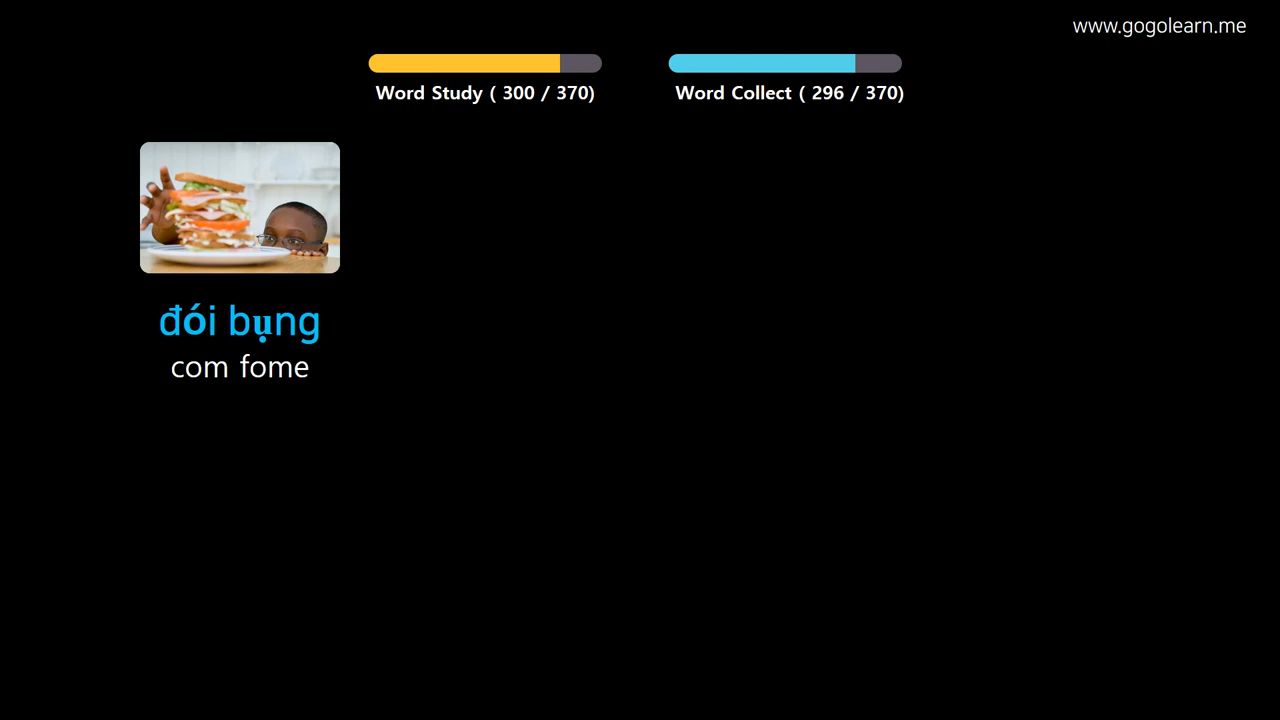 www.gogolearn.me
Word Study ( 300 / 370)
Word Collect ( 296 / 370)
đói bụng
com fome